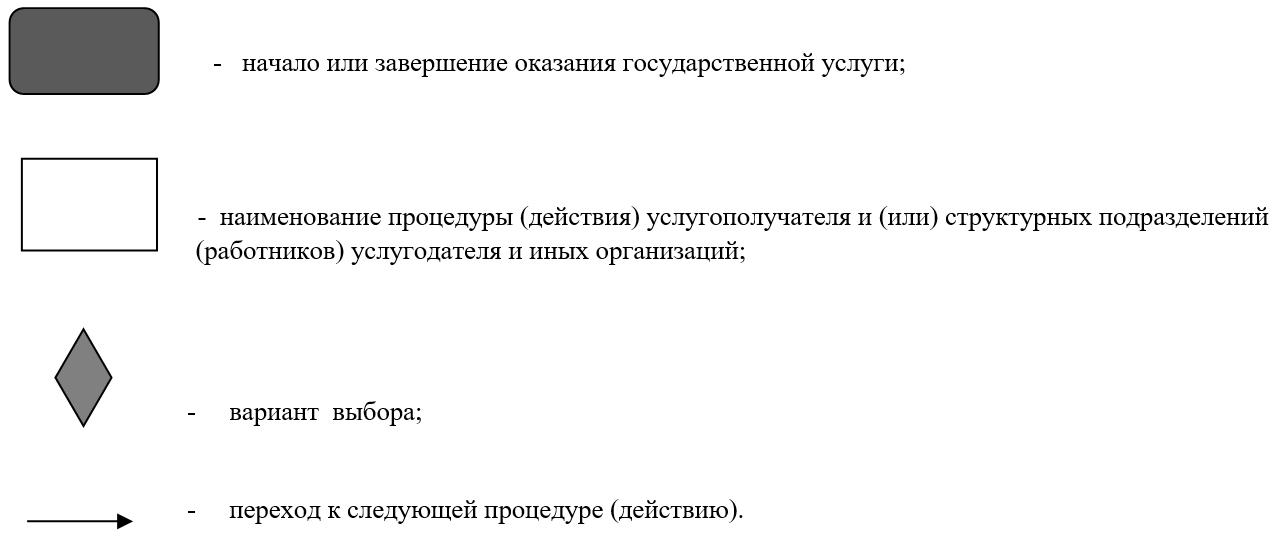 - начало или завершение оказания государственной услуги;
- наименование процедуры (действия) услугополучателя и (или) структурных подразделений
(работников) услугодателя и иных организаций;
- вариант выбора;
- переход к следующей процедуре (действию).